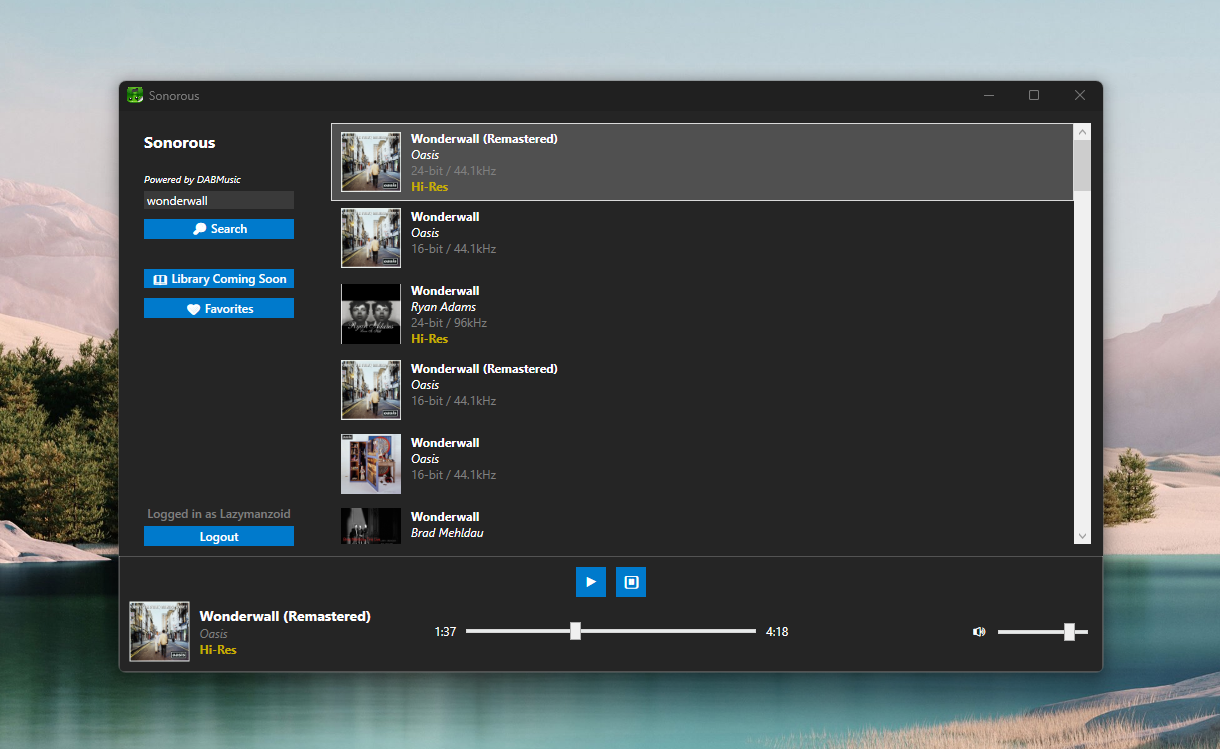 Sonorous
Sonorous
Powered by DABMusic
wonderwall
Search
Library Coming Soon
Favorites
Logged in as Lazymanzoid
Logout
Wonderwall (Remastered)
Oasis
24-bit / 44.1kHz
Hi-Res
Wonderwall
Oasis
16-bit / 44.1kHz
Wonderwall
Ryan Adams
24-bit / 96kHz
Hi-Res
Wonderwall (Remastered)
Oasis
16-bit / 44.1kHz
Wonderwall
Oasis
16-bit / 44.1kHz
Wonderwall
Brad Mehldau
Wonderwall (Remastered)
Oasis
Hi-Res
1:37
4:18